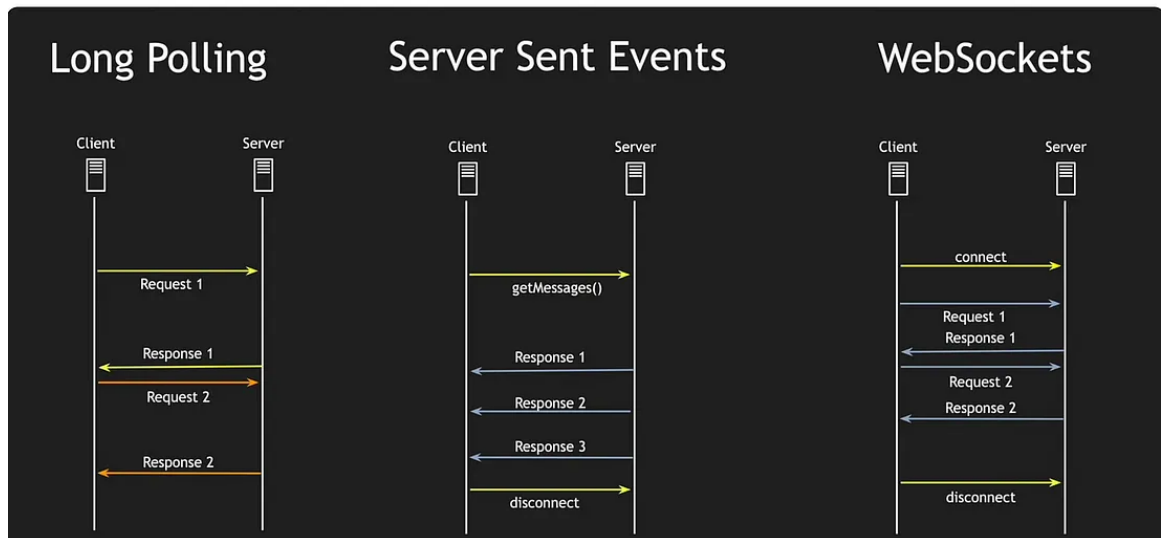 Long Polling
Client
Server
Request 1
Response 1
Request 2
Response 2
Server Sent Events
Client
Server
getMessages()
Response 1
Response 2
Response 3
disconnect
WebSockets
Client
Server
connect
Request 1
Response 1
Request 2
Response 2
disconnect